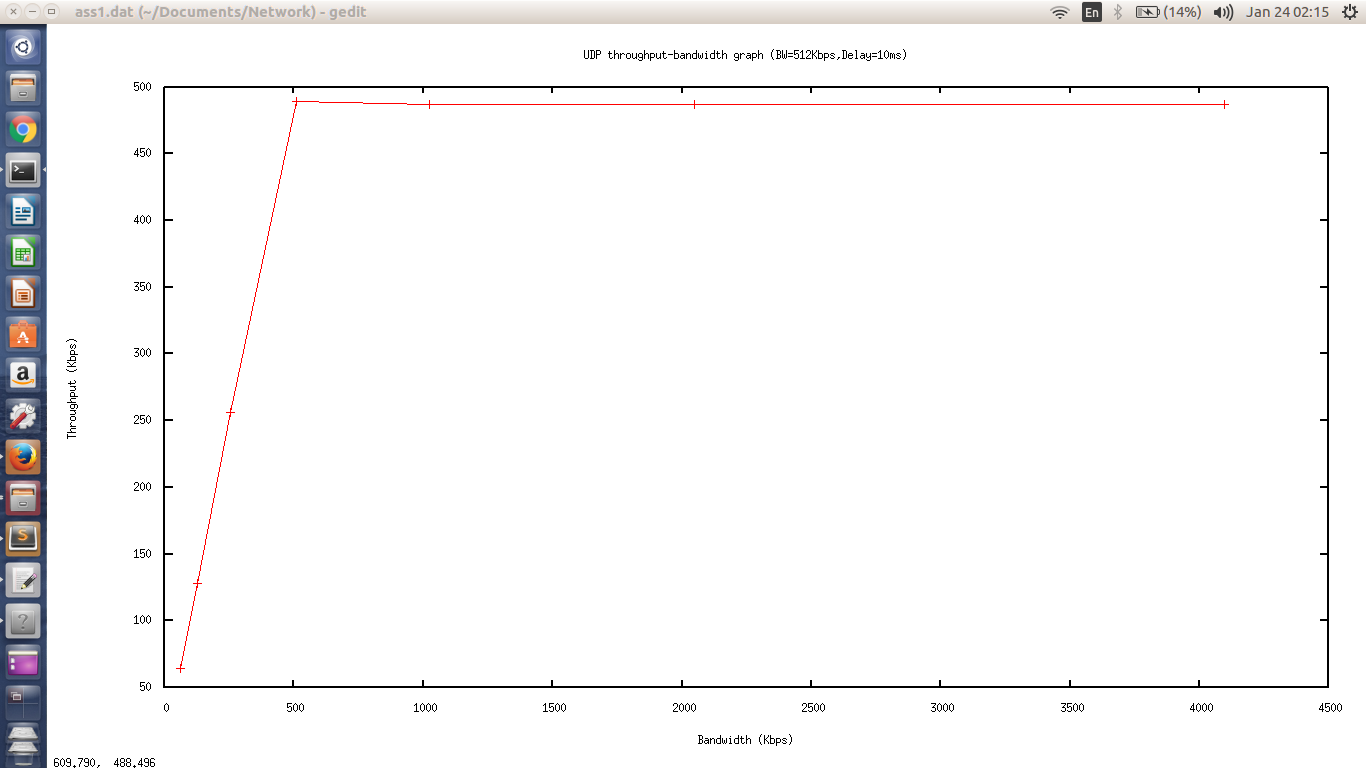 ass1.dat (~/Documents/Network) - gedit
En
(14%)
Jan 24 02:15
UDP throughput-bandwidth graph (BW=512Kbps,Delay=10ms)
500
450
400
350
300
250
200
150
100
50
Throughput (Kbps)
0 500 1000 1500 2000 2500 3000 3500 4000 4500
Bandwidth (Kbps)
609.790, 488.496